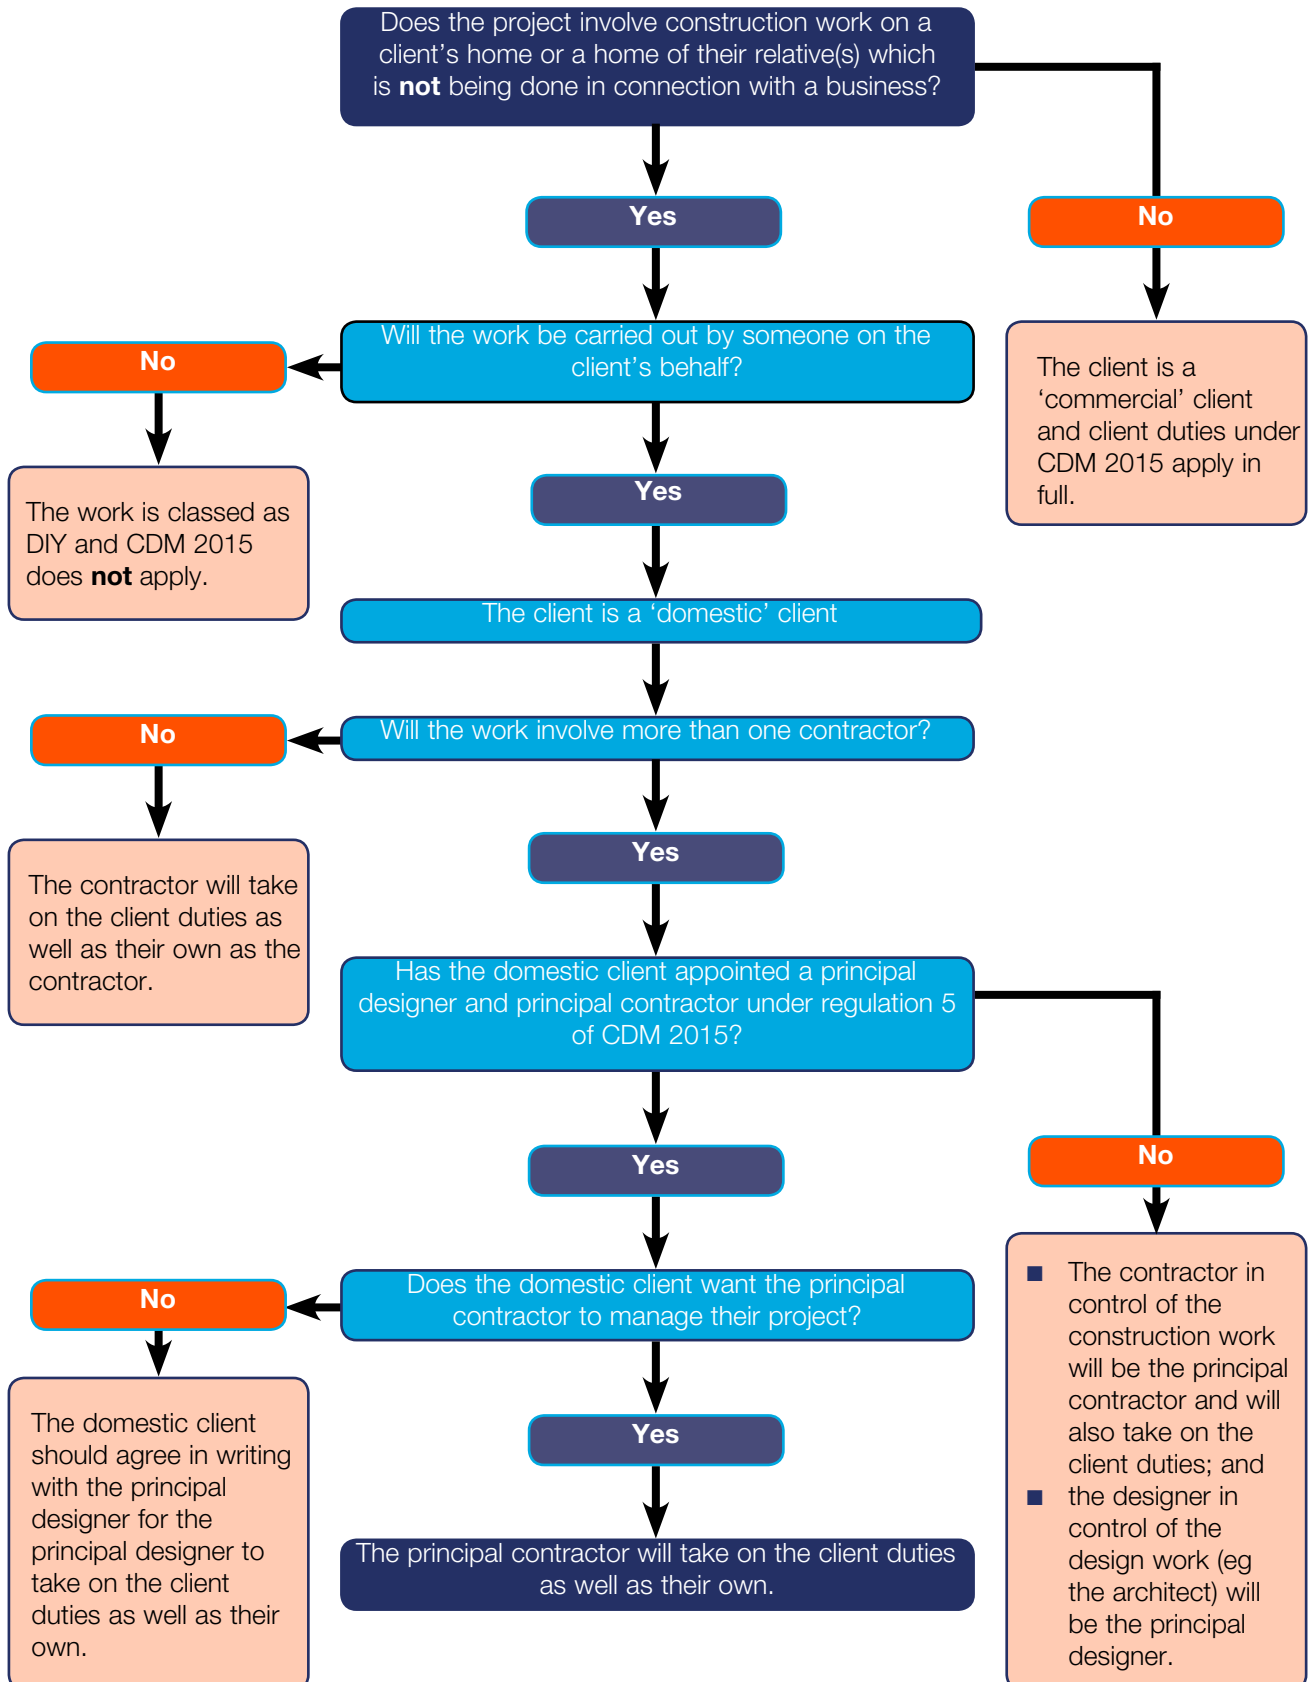 Does the project involve construction work on a
client’s home or a home of their relative(s) which
is not being done in connection with a business?
Yes
No
Will the work be carried out by someone on the
client’s behalf?
No
The client is a
‘commercial’ client
and client duties under
CDM 2015 apply in
full.
Yes
The work is classed as
DIY and CDM 2015
does not apply.
The client is a ‘domestic’ client
Will the work involve more than one contractor?
No
Yes
The contractor will take
on the client duties as
well as their own as the
contractor.
Has the domestic client appointed a principal
designer and principal contractor under regulation 5
of CDM 2015?
Yes
No
Does the domestic client want the principal
contractor to manage their project?
No
■ The contractor in
control of the
construction work
will be the principal
contractor and will
also take on the
client duties; and
■ the designer in
control of the
design work (eg
the architect) will
be the principal
designer.
The domestic client
should agree in writing
with the principal
designer for the
principal designer to
take on the client
duties as well as their
own.
Yes
The principal contractor will take on the client duties
as well as their own.